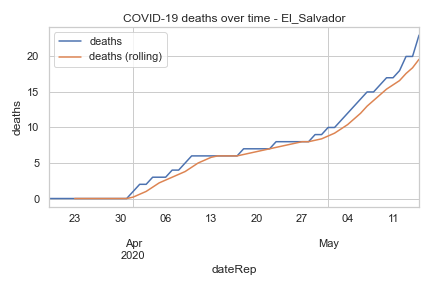 COVID-19 deaths over time - El_Salvador
deaths
deaths (rolling)
deaths
20
15
10
5
0
23 30 06 13 20 27 04 11
Apr May
2020
dateRep